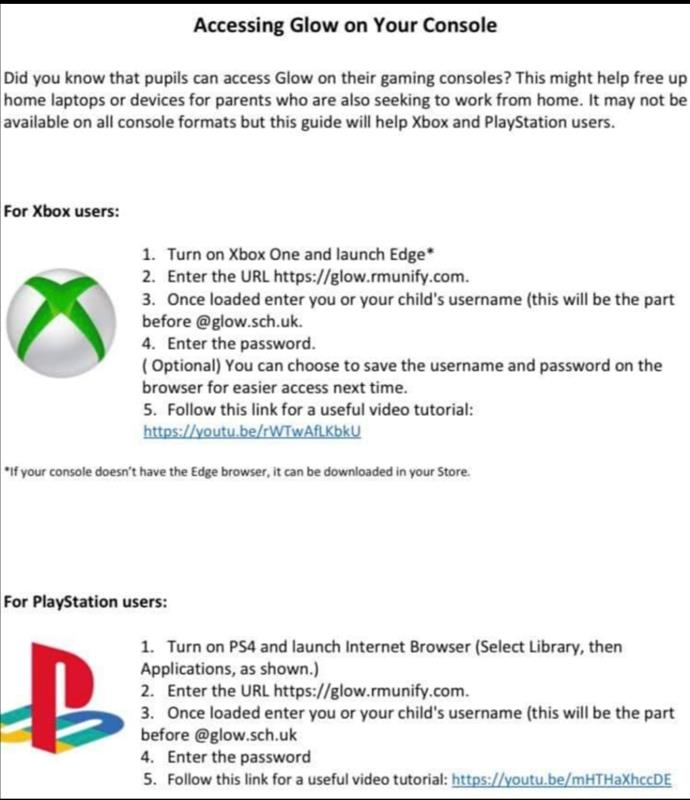 Accessing Glow on Your Console
Did you know that pupils can access Glow on their gaming consoles? This might help free up
home laptops or devices for parents who are also seeking to work from home. It may not be
available on all console formats but this guide will help Xbox and PlayStation users.
For Xbox users:
1. Turn on Xbox One and launch Edge*
2. Enter the URL https://glow.rmunify.com.
3. Once loaded enter you or your child's username (this will be the part
before @glow.sch.uk.
4. Enter the password.
( Optional) You can choose to save the username and password on the
browser for easier access next time.
5. Follow this link for a useful video tutorial:
https://youtu.be/rWTwAfLKbkU
*If your console doesn't have the Edge browser, it can be downloaded in your Store.
For PlayStation users:
1. Turn on PS4 and launch Internet Browser (Select Library, then
Applications, as shown.)
2. Enter the URL https://glow.rmunify.com.
3. Once loaded enter you or your child's username (this will be the part
before @glow.sch.uk
4. Enter the password
5. Follow this link for a useful video tutorial: https://youtu.be/mHTHaXhccDE